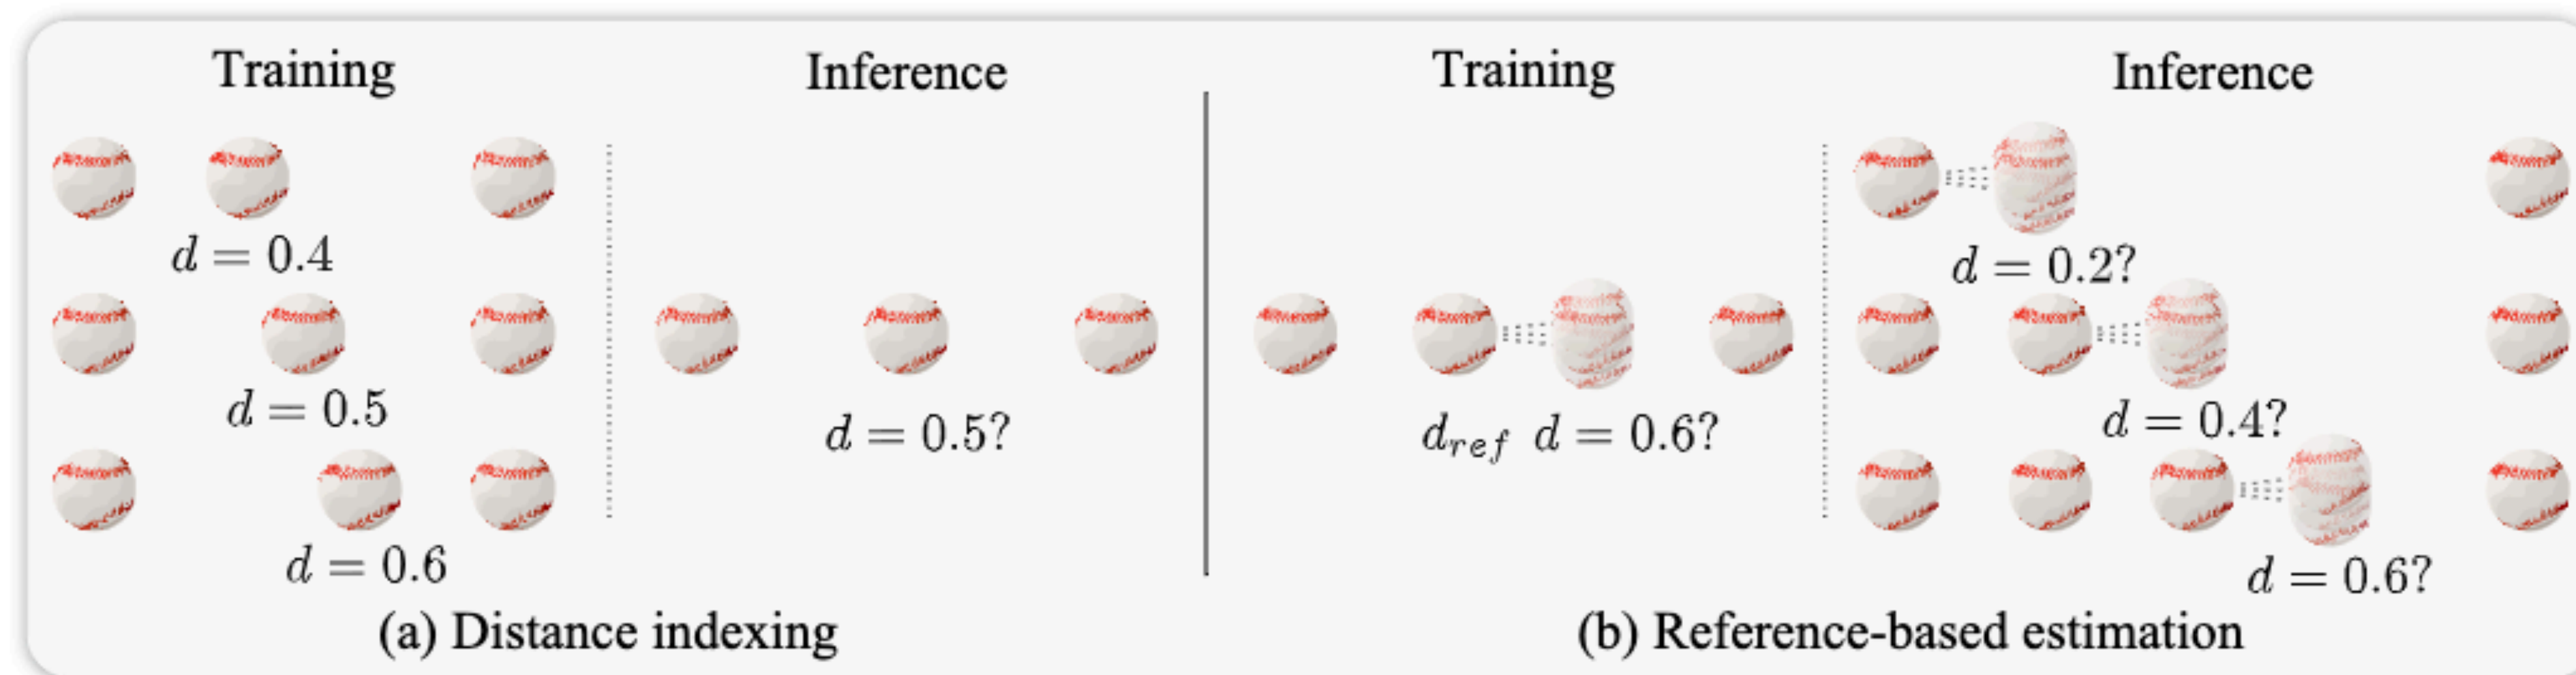 Training
Inference
d = 0.4
d = 0.5
d = 0.6
d = 0.5?
(a) Distance indexing
Training
Inference
d_ref d = 0.6?
d = 0.2?
d = 0.4?
d = 0.6?
(b) Reference-based estimation